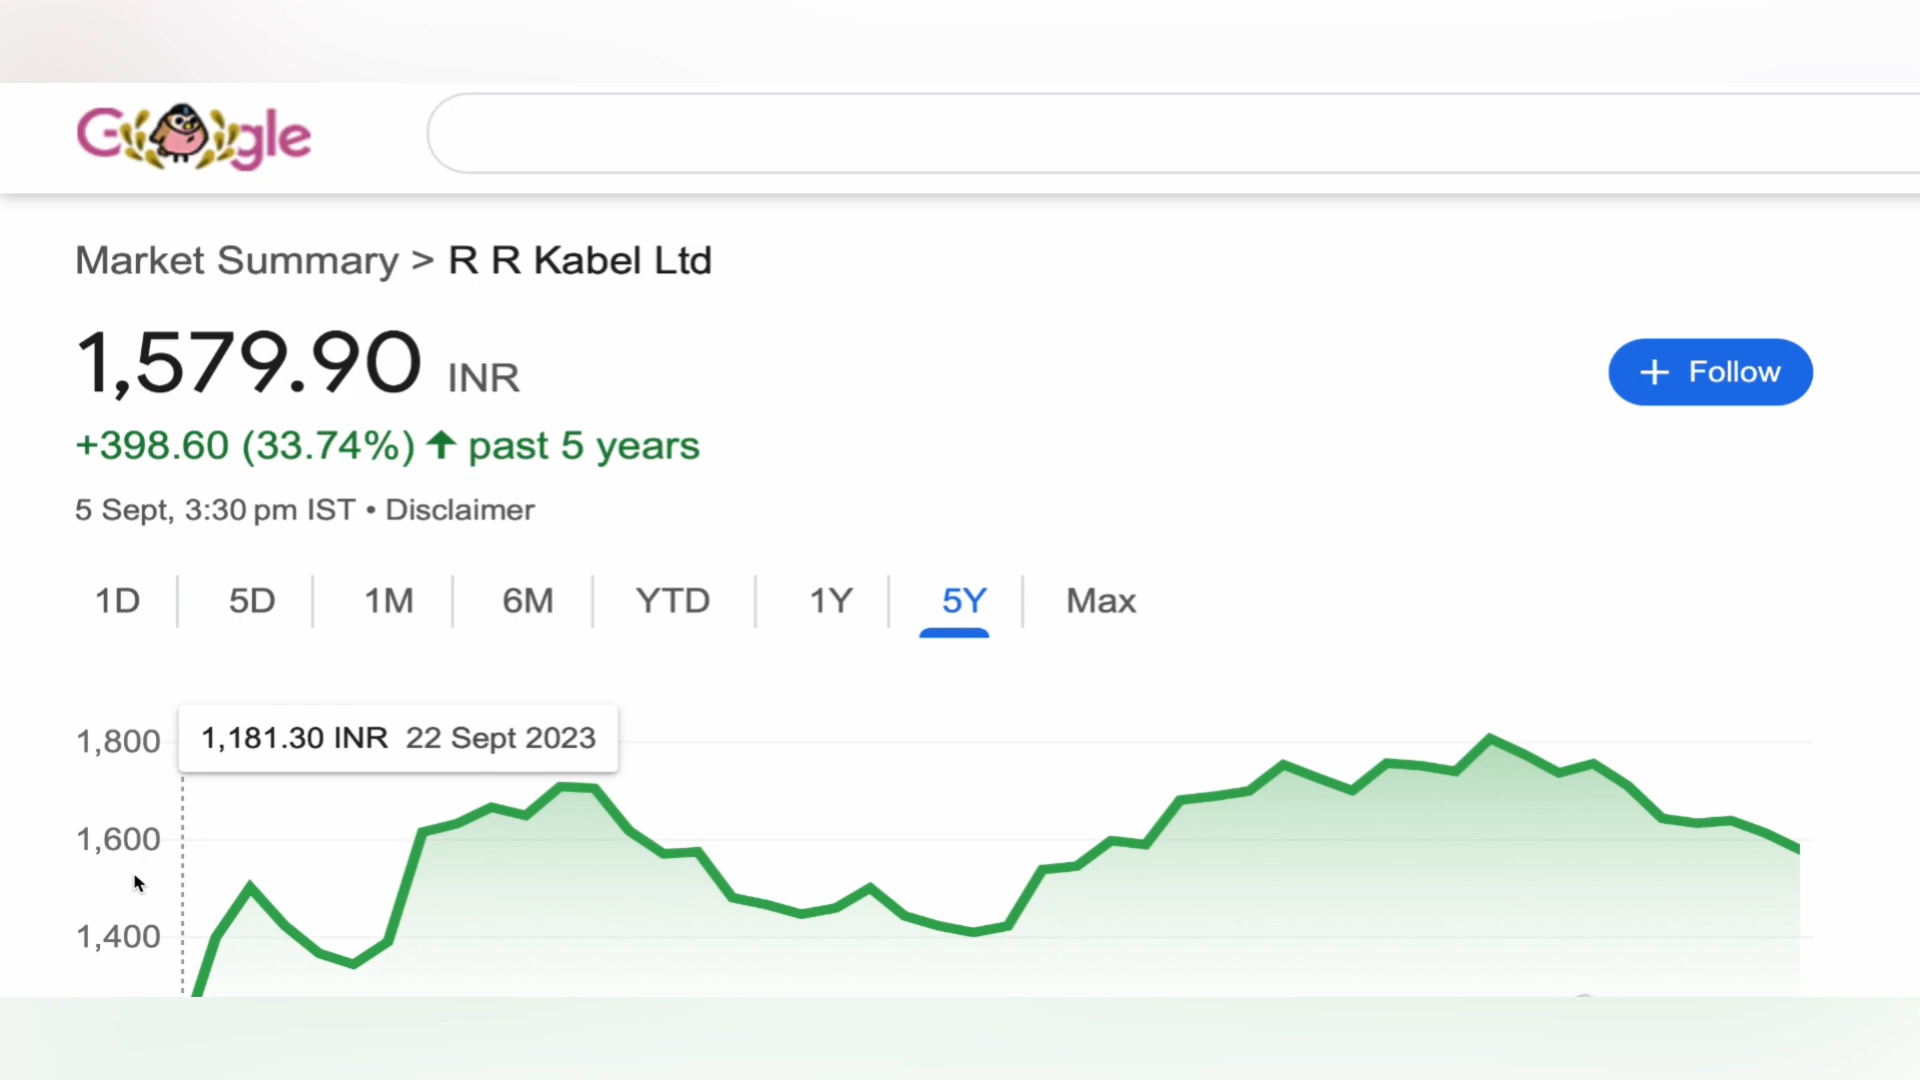 Google
Market Summary > R R Kabel Ltd
1,579.90 INR
+ Follow
+398.60 (33.74%) ↑ past 5 years
5 Sept, 3:30 pm IST • Disclaimer
1D 5D 1M 6M YTD 1Y 5Y Max
1,181.30 INR 22 Sept 2023
1,800
1,600
1,400